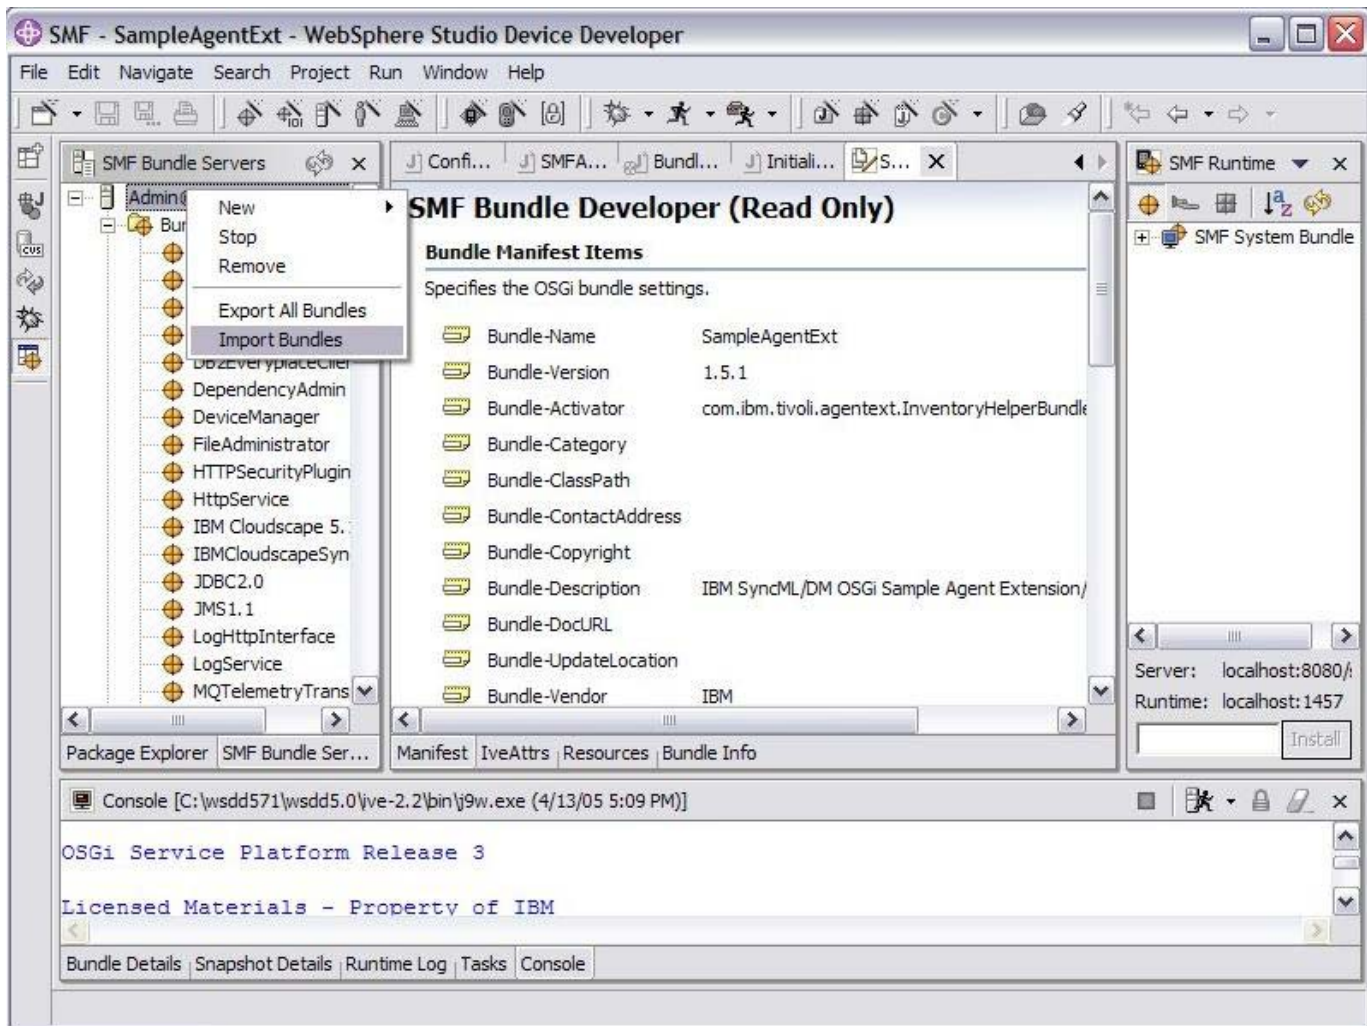 SMF - SampleAgentExt - WebSphere Studio Device Developer
File Edit Navigate Search Project Run Window Help
SMF Bundle Servers
Confi... SMFA... Bundl... Initiali... S...
SMF Runtime
Admin@
Bun
New
Stop
Remove
Export All Bundles
Import Bundles
DB2EveryplaceClier
DependencyAdmin
DeviceManager
FileAdministrator
HTTPSecurityPlugin
HttpService
IBM Cloudscape 5.
IBMCloudscapeSyn
JDBC2.0
JMS1.1
LogHttpInterface
LogService
MQTelemetryTrans
Package Explorer SMF Bundle Ser...
SMF Bundle Developer (Read Only)
Bundle Manifest Items
Specifies the OSGi bundle settings.
Bundle-Name SampleAgentExt
Bundle-Version 1.5.1
Bundle-Activator com.ibm.tivoli.agentext.InventoryHelperBundle
Bundle-Category
Bundle-ClassPath
Bundle-ContactAddress
Bundle-Copyright
Bundle-Description IBM SyncML/DM OSGi Sample Agent Extension/
Bundle-DocURL
Bundle-UpdateLocation
Bundle-Vendor IBM
Manifest IveAttrs Resources Bundle Info
SMF System Bundle
Server: localhost:8080/
Runtime: localhost:1457
Install
Console [C:\wsdd571\wsdd5.0\ive-2.2\bin\j9w.exe (4/13/05 5:09 PM)]
OSGi Service Platform Release 3
Licensed Materials - Property of IBM
Bundle Details Snapshot Details Runtime Log Tasks Console